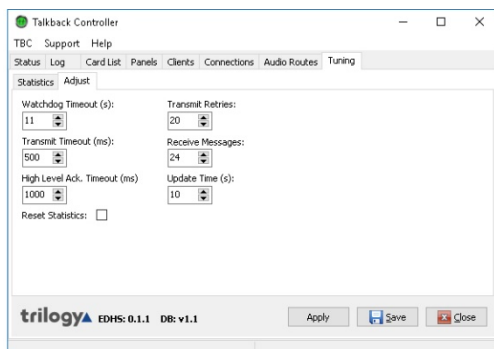 Talkback Controller
TBC Support Help
Status Log Card List Panels Clients Connections Audio Routes Tuning
Statistics Adjust
Watchdog Timeout (s): Transmit Retries:
11 20
Transmit Timeout (ms): Receive Messages:
500 24
High Level Ack. Timeout (ms) Update Time (s):
1000 10
Reset Statistics:
trilogy EDHS: 0.1.1 DB: v1.1 Apply Save Close